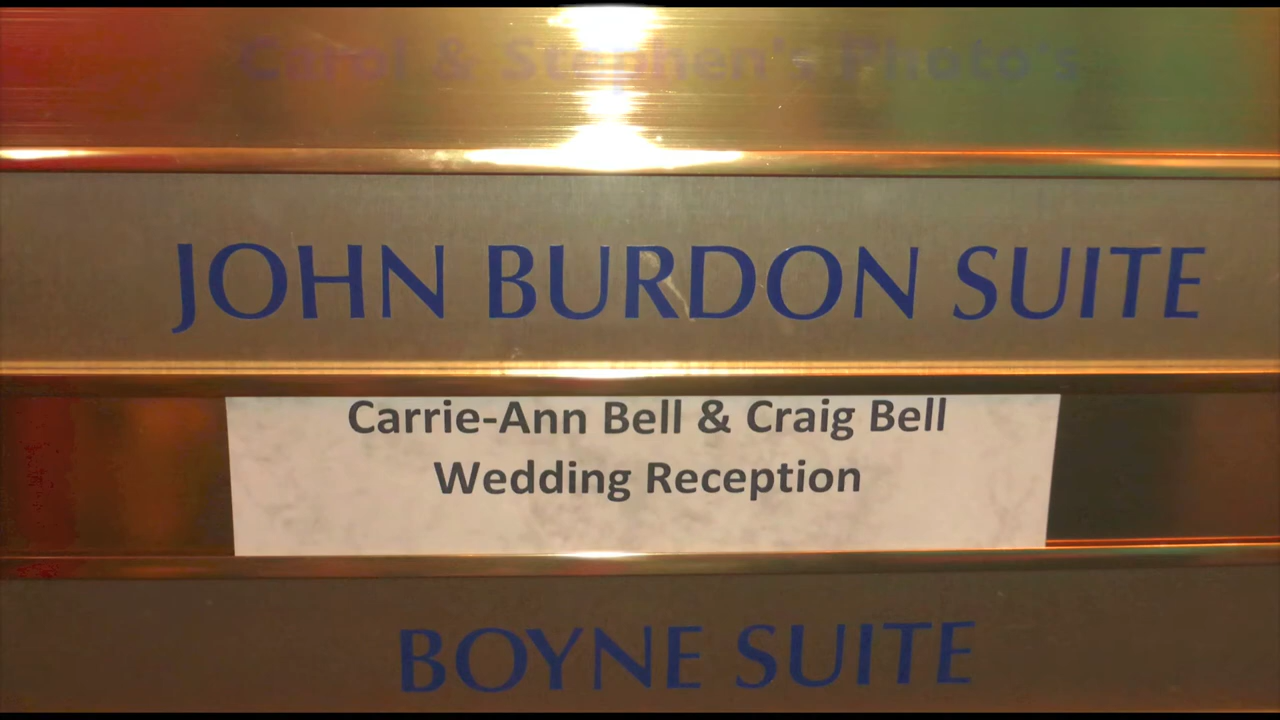 Carol & Stephen's Photo's
JOHN BURDON SUITE
Carrie-Ann Bell & Craig Bell
Wedding Reception
BOYNE SUITE